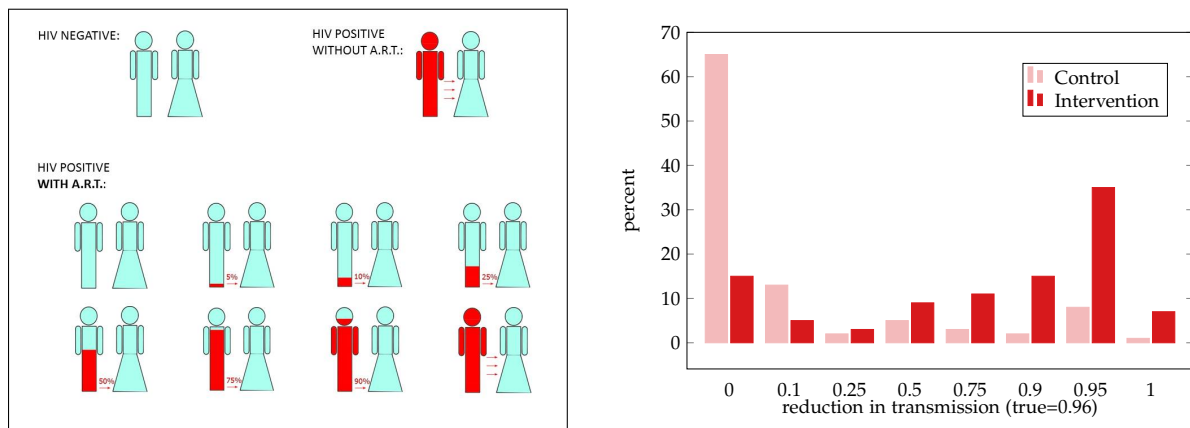 HIV NEGATIVE:
HIV POSITIVE
WITHOUT A.R.T.:
HIV POSITIVE
WITH A.R.T.:
5%
10%
25%
50%
75%
90%
70
60
50
40
30
20
10
0
percent
Control
Intervention
0 0.1 0.25 0.5 0.75 0.9 0.95 1
reduction in transmission (true=0.96)